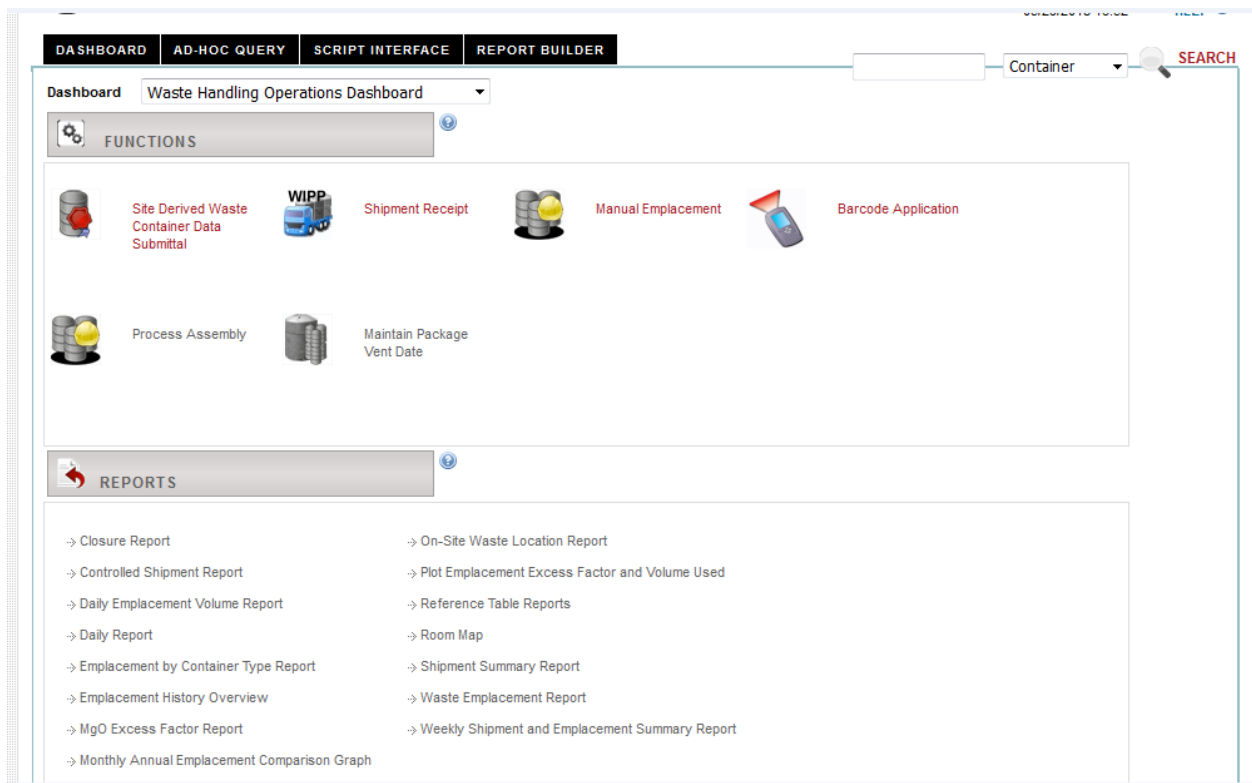 DASHBOARD AD-HOC QUERY SCRIPT INTERFACE REPORT BUILDER
Container SEARCH
Dashboard Waste Handling Operations Dashboard
FUNCTIONS
Site Derived Waste
Container Data
Submittal
WIPP
Shipment Receipt
Manual Emplacement
Barcode Application
Process Assembly
Maintain Package
Vent Date
REPORTS
Closure Report
Controlled Shipment Report
Daily Emplacement Volume Report
Daily Report
Emplacement by Container Type Report
Emplacement History Overview
MgO Excess Factor Report
Monthly Annual Emplacement Comparison Graph
On-Site Waste Location Report
Plot Emplacement Excess Factor and Volume Used
Reference Table Reports
Room Map
Shipment Summary Report
Waste Emplacement Report
Weekly Shipment and Emplacement Summary Report